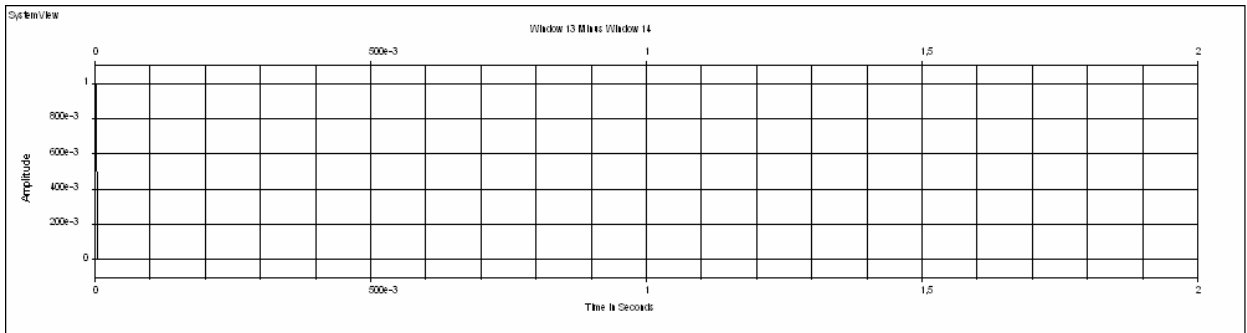 SystemView
Window 13 Minus Window 14
0 500e-3 1 1,5 2
1
800e-3
600e-3
400e-3
200e-3
0
Amplitude
0 500e-3 1 1,5 2
Time in Seconds